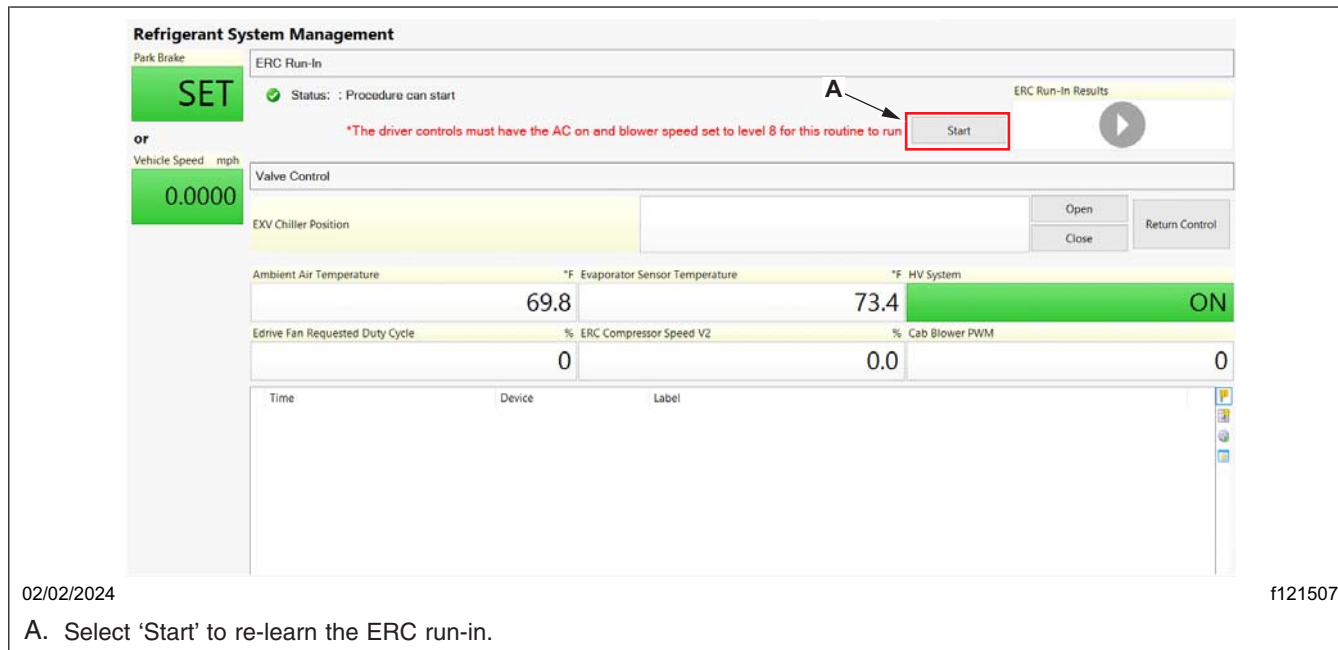 Refrigerant System Management
Park Brake
SET
or
Vehicle Speed mph
0.0000
ERC Run-In
Status: : Procedure can start
A
*The driver controls must have the AC on and blower speed set to level 8 for this routine to run
Start
ERC Run-In Results
Valve Control
EXV Chiller Position
Open
Close
Return Control
Ambient Air Temperature °F
69.8
Evaporator Sensor Temperature °F
73.4
HV System
ON
Edrive Fan Requested Duty Cycle %
0
ERC Compressor Speed V2 %
0.0
Cab Blower PWM
0
Time Device Label
02/02/2024 f121507
A. Select ‘Start’ to re-learn the ERC run-in.